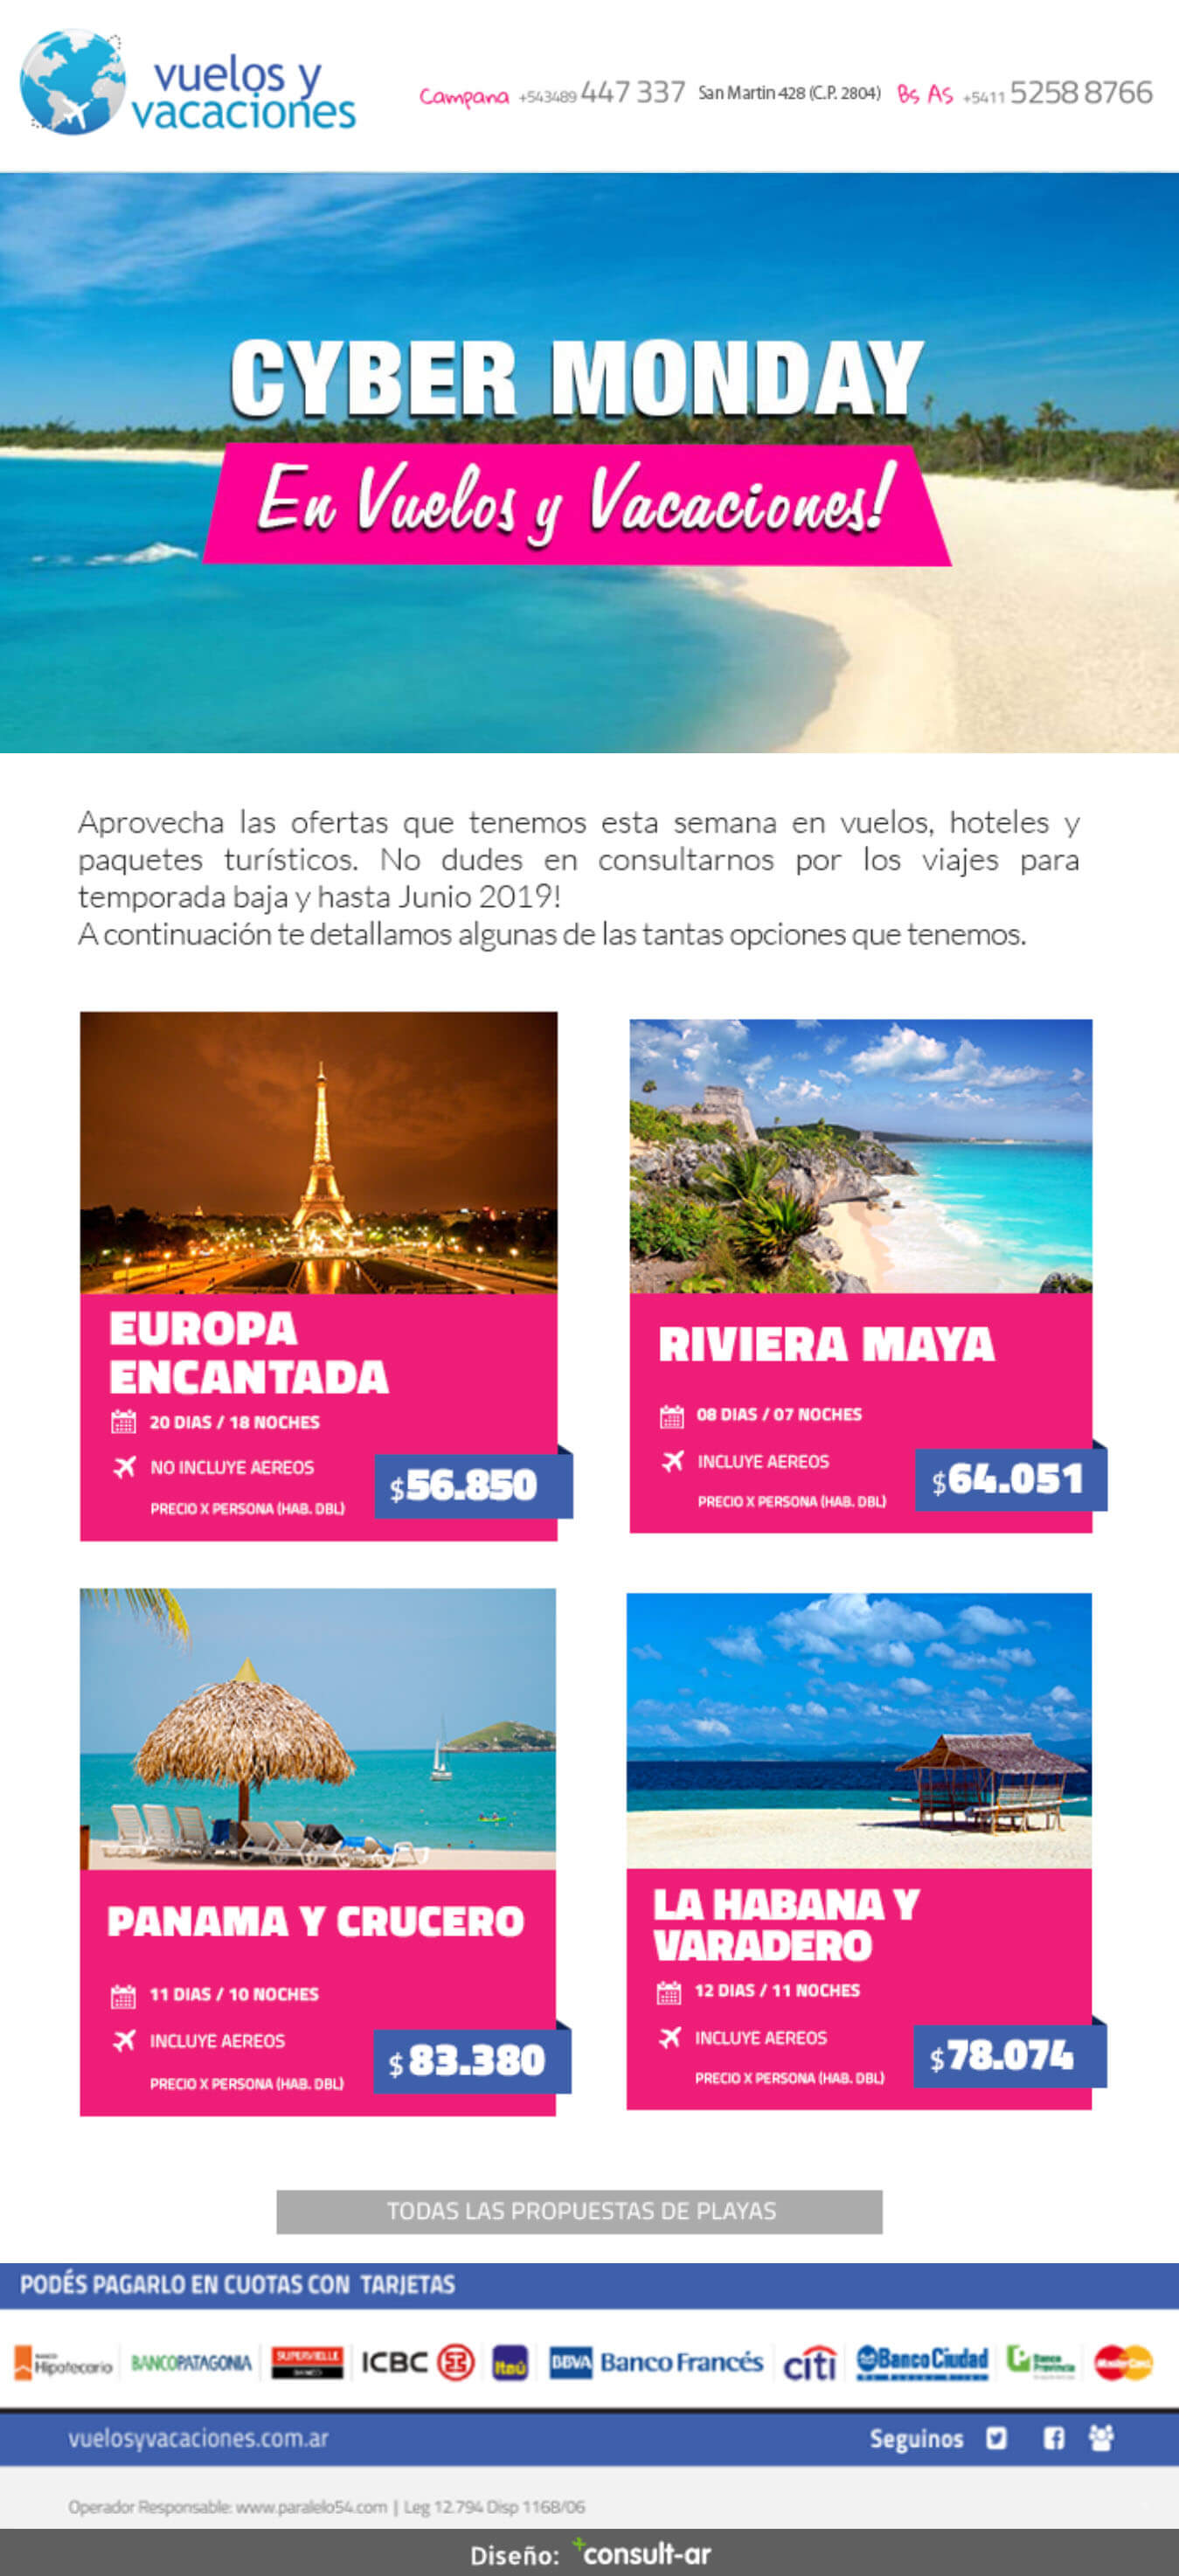 vuelos y
vacaciones
Campana +543489 447 337 San Martin 428 (C.P. 2804) Bs As +5411 5258 8766
CYBER MONDAY
En Vuelos y Vacaciones!
Aprovecha las ofertas que tenemos esta semana en vuelos, hoteles y
paquetes turísticos. No dudes en consultarnos por los viajes para
temporada baja y hasta Junio 2019!
A continuación te detallamos algunas de las tantas opciones que tenemos.
EUROPA
ENCANTADA
20 DIAS / 18 NOCHES
NO INCLUYE AEREOS
PRECIO X PERSONA (HAB. DBL)
$56.850
RIVIERA MAYA
08 DIAS / 07 NOCHES
INCLUYE AEREOS
PRECIO X PERSONA (HAB. DBL)
$64.051
PANAMA Y CRUCERO
11 DIAS / 10 NOCHES
INCLUYE AEREOS
PRECIO X PERSONA (HAB. DBL)
$83.380
LA HABANA Y
VARADERO
12 DIAS / 11 NOCHES
INCLUYE AEREOS
PRECIO X PERSONA (HAB. DBL)
$78.074
TODAS LAS PROPUESTAS DE PLAYAS
PODÉS PAGARLO EN CUOTAS CON TARJETAS
BANCO Hipotecario BANCOPATAGONIA SUPERVIELLE BANCO ICBC Itaú BBVA Banco Francés citi Banco Ciudad Banco Provincia MasterCard
vuelosyvacaciones.com.ar
Seguinos
Operador Responsable: www.paralelo54.com | Leg 12.794 Disp 1168/06
Diseño: +consult-ar